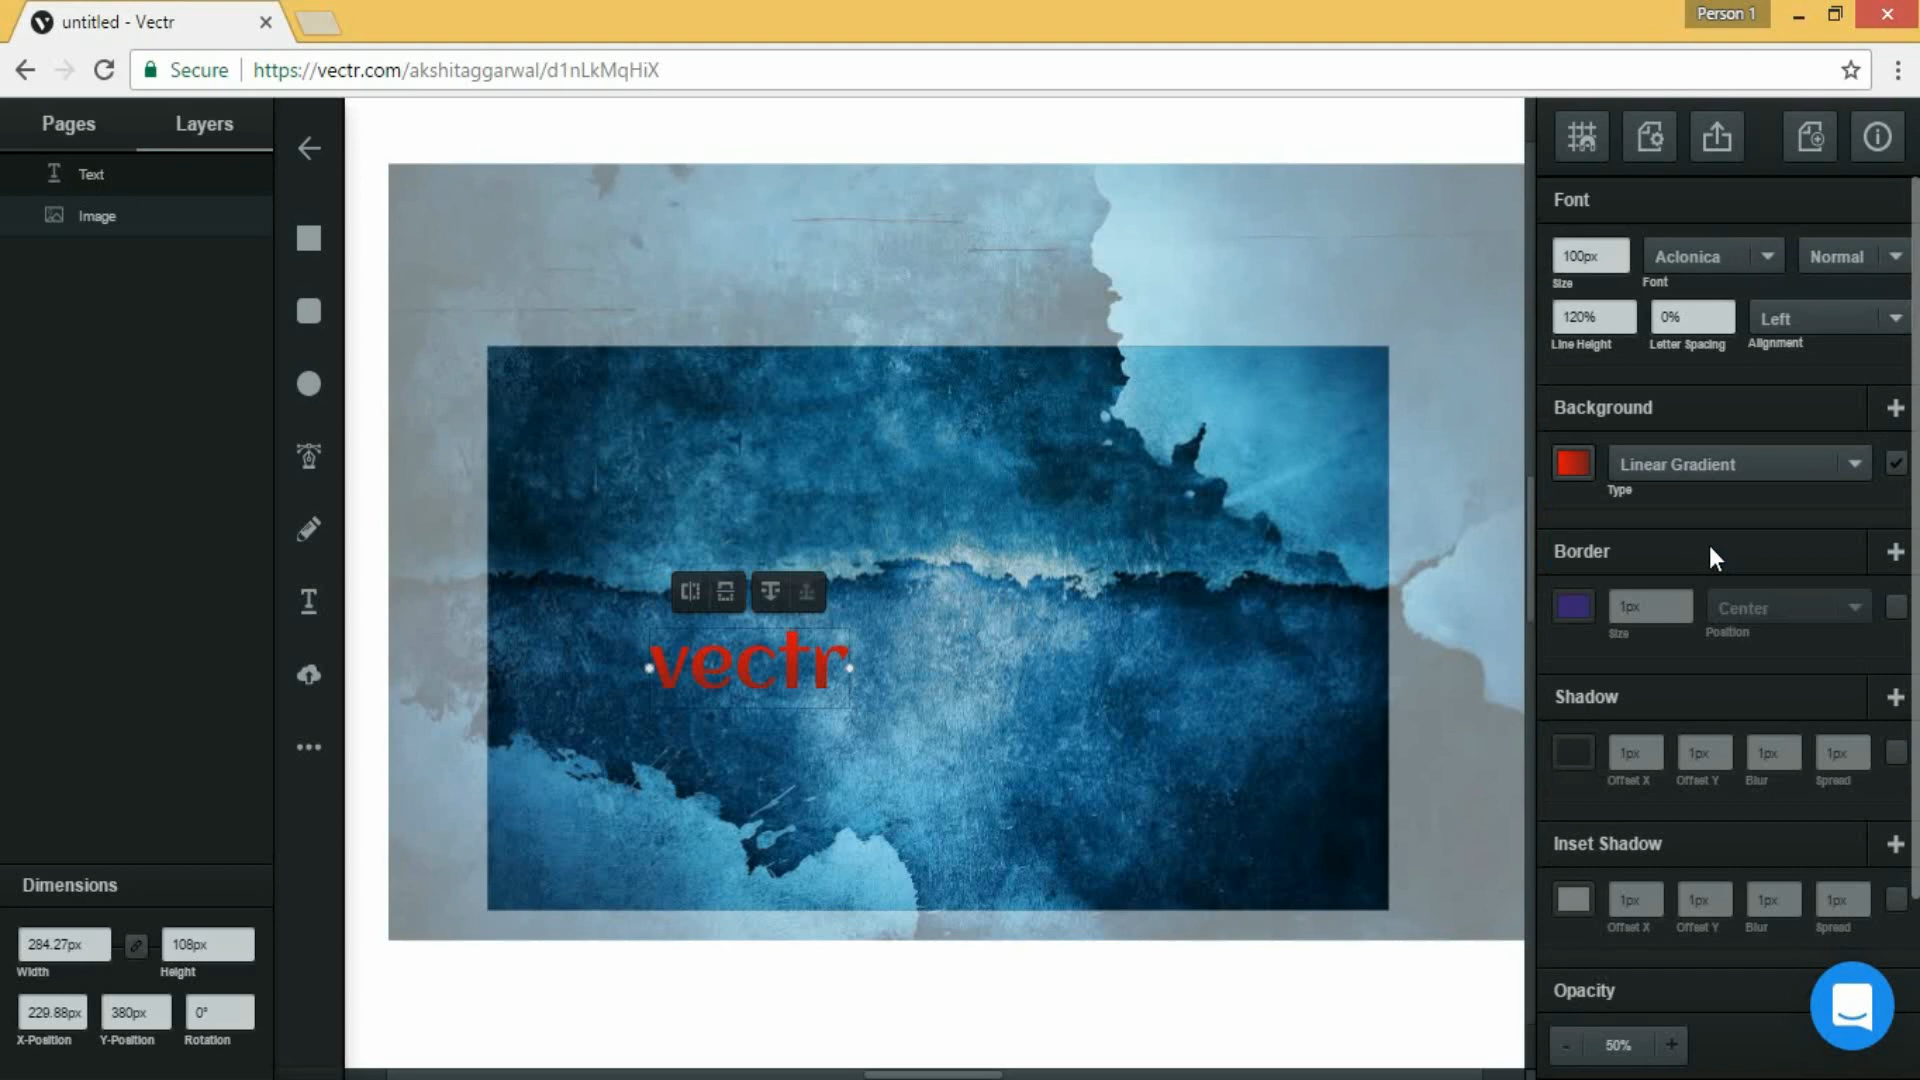 untitled - Vectr
Person 1
Secure
https://vectr.com/akshitaggarwal/d1nLkMqHiX
Pages Layers
Text
Image
Font
100px Aclonica Normal
Size Font
120% 0% Left
Line Height Letter Spacing Alignment
Background
Linear Gradient
Type
Border
1px Center
Size Position
vectr
Shadow
1px 1px 1px 1px
Offset X Offset Y Blur Spread
Inset Shadow
1px 1px 1px 1px
Offset X Offset Y Blur Spread
Dimensions
284.27px 108px
Width Height
229.88px 380px 0°
X-Position Y-Position Rotation
Opacity
- 50% +